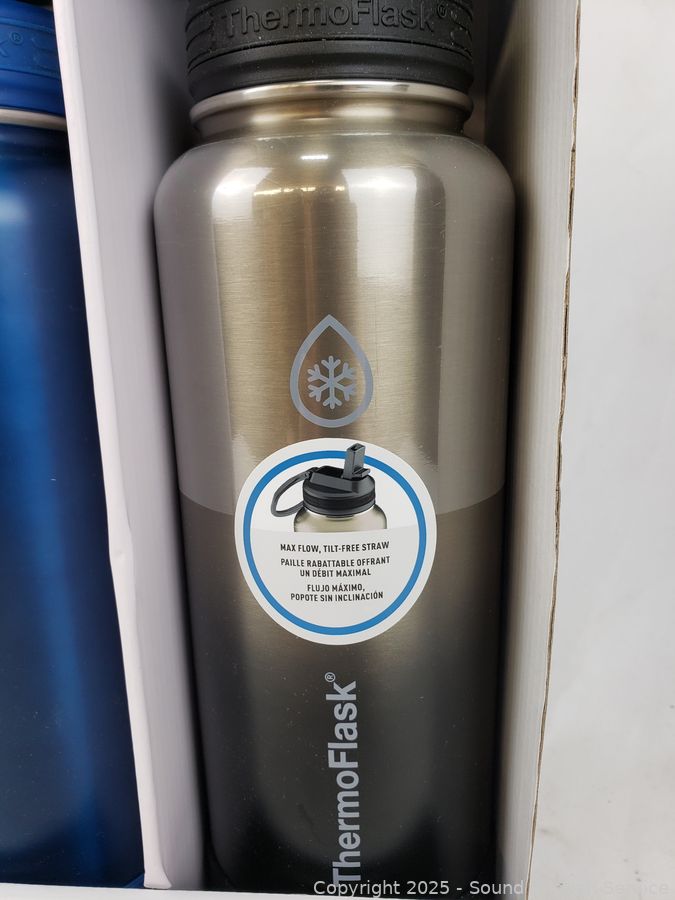 ThermoFlask®
MAX FLOW, TILT-FREE STRAW
PAILLE RABATTABLE OFFRANT
UN DÉBIT MAXIMAL
FLUJO MÁXIMO,
POPOTE SIN INCLINACIÓN
ThermoFlask®
Copyright 2025 - Sound Service